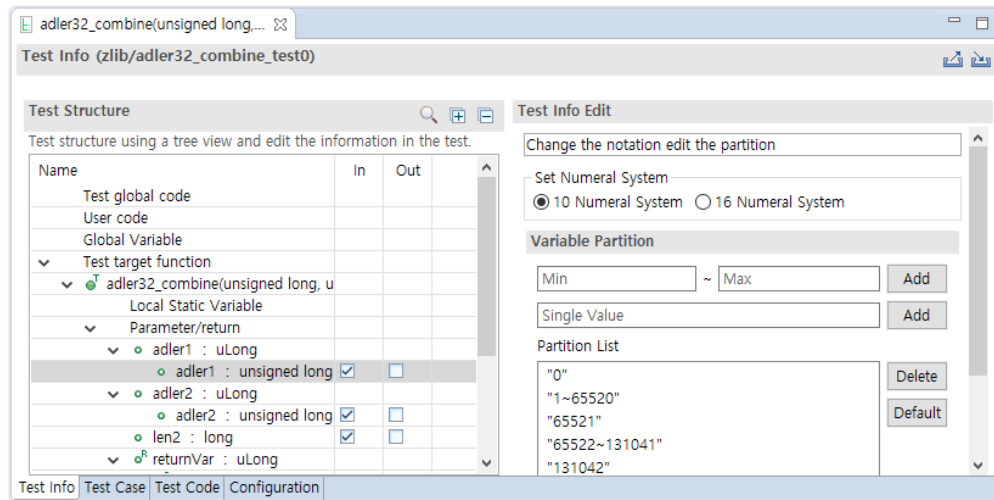 adler32_combine(unsigned long,...
Test Info (zlib/adler32_combine_test0)
Test Structure
Test structure using a tree view and edit the information in the test.
Name In Out
Test global code
User code
Global Variable
Test target function
adler32_combine(unsigned long, u
Local Static Variable
Parameter/return
adler1 : uLong
adler1 : unsigned long
adler2 : uLong
adler2 : unsigned long
len2 : long
R returnVar : uLong
Test Info Edit
Change the notation edit the partition
Set Numeral System
10 Numeral System 16 Numeral System
Variable Partition
Min ~ Max Add
Single Value Add
Partition List
"0"
"1~65520"
"65521"
"65522~131041"
"131042"
Delete
Default
Test Info Test Case Test Code Configuration